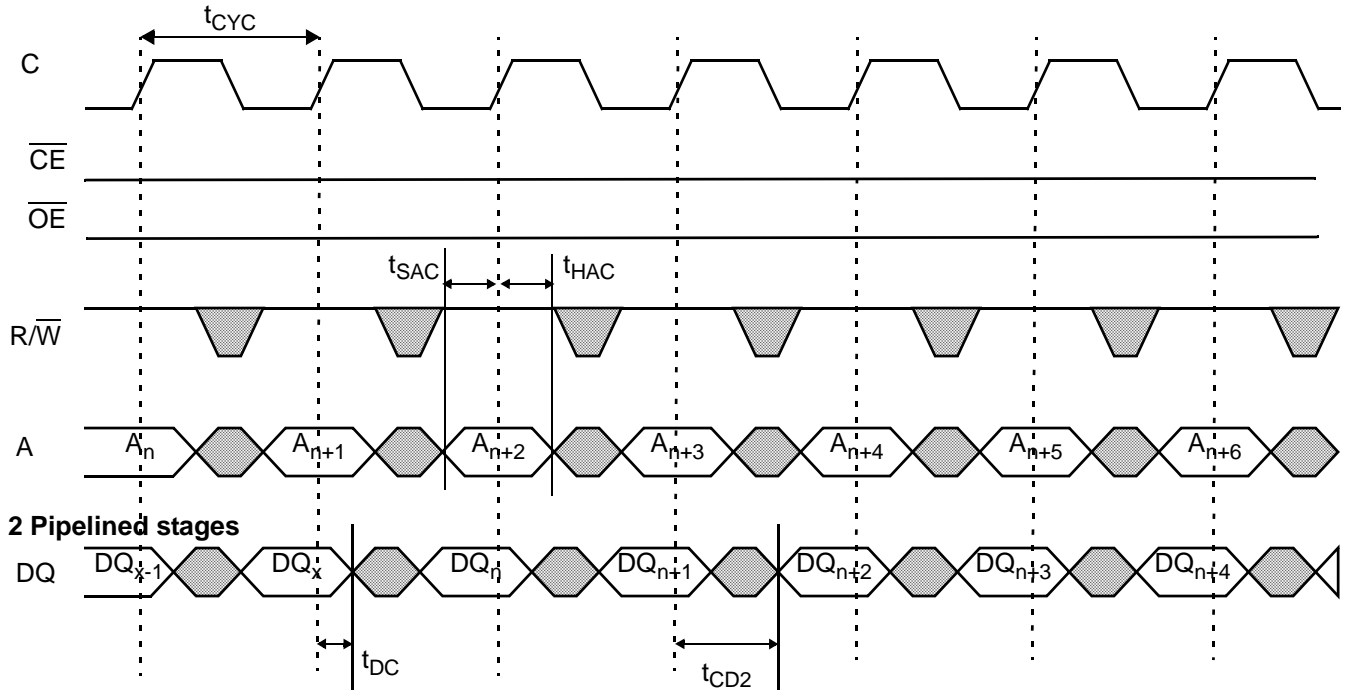 tCYC
C
CE
OE
tSAC tHAC
R/W
A An An+1 An+2 An+3 An+4 An+5 An+6
2 Pipelined stages
DQ DQx-1 DQx DQn DQn+1 DQn+2 DQn+3 DQn+4
tDC tCD2